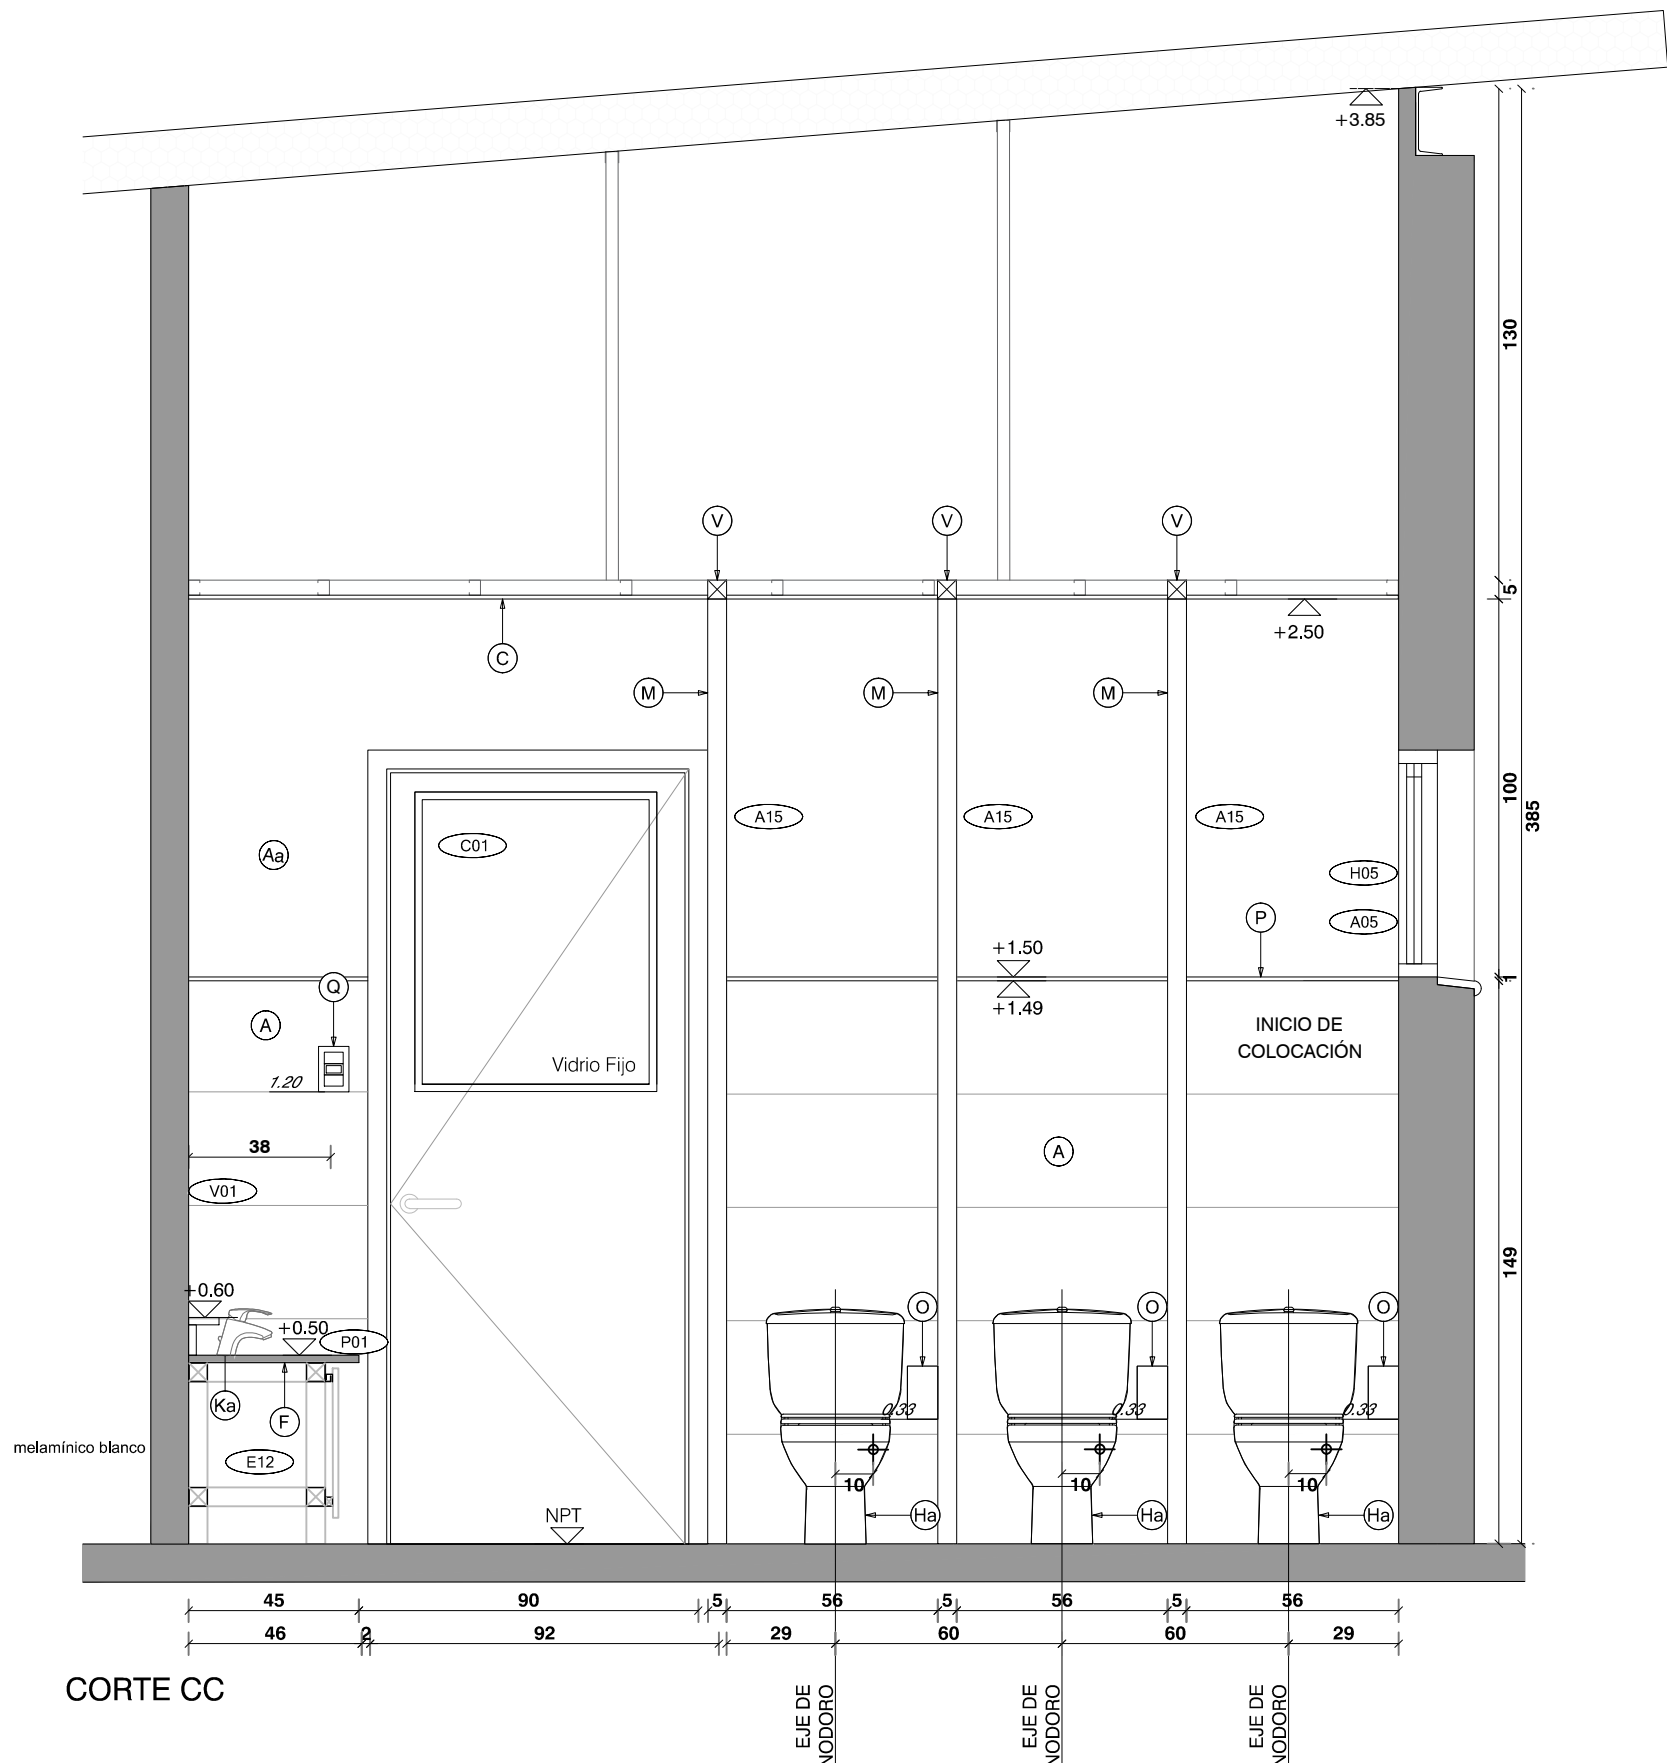 +3.85
130
V
V
V
5
+2.50
C
M
M
M
A15
A15
A15
100
385
C01
Aa
H05
A05
P
+1.50
1
Q
+1.49
A
INICIO DE
COLOCACIÓN
Vidrio Fijo
1.20
38
A
V01
149
+0.60
+0.50
P01
O
O
O
Ka
F
0.33
0.33
0.33
melamínico blanco
E12
10
10
10
NPT
Ha
Ha
Ha
45
90
5
56
5
56
5
56
46
2
92
29
60
60
29
CORTE CC
EJE DE
NODORO
EJE DE
NODORO
EJE DE
NODORO